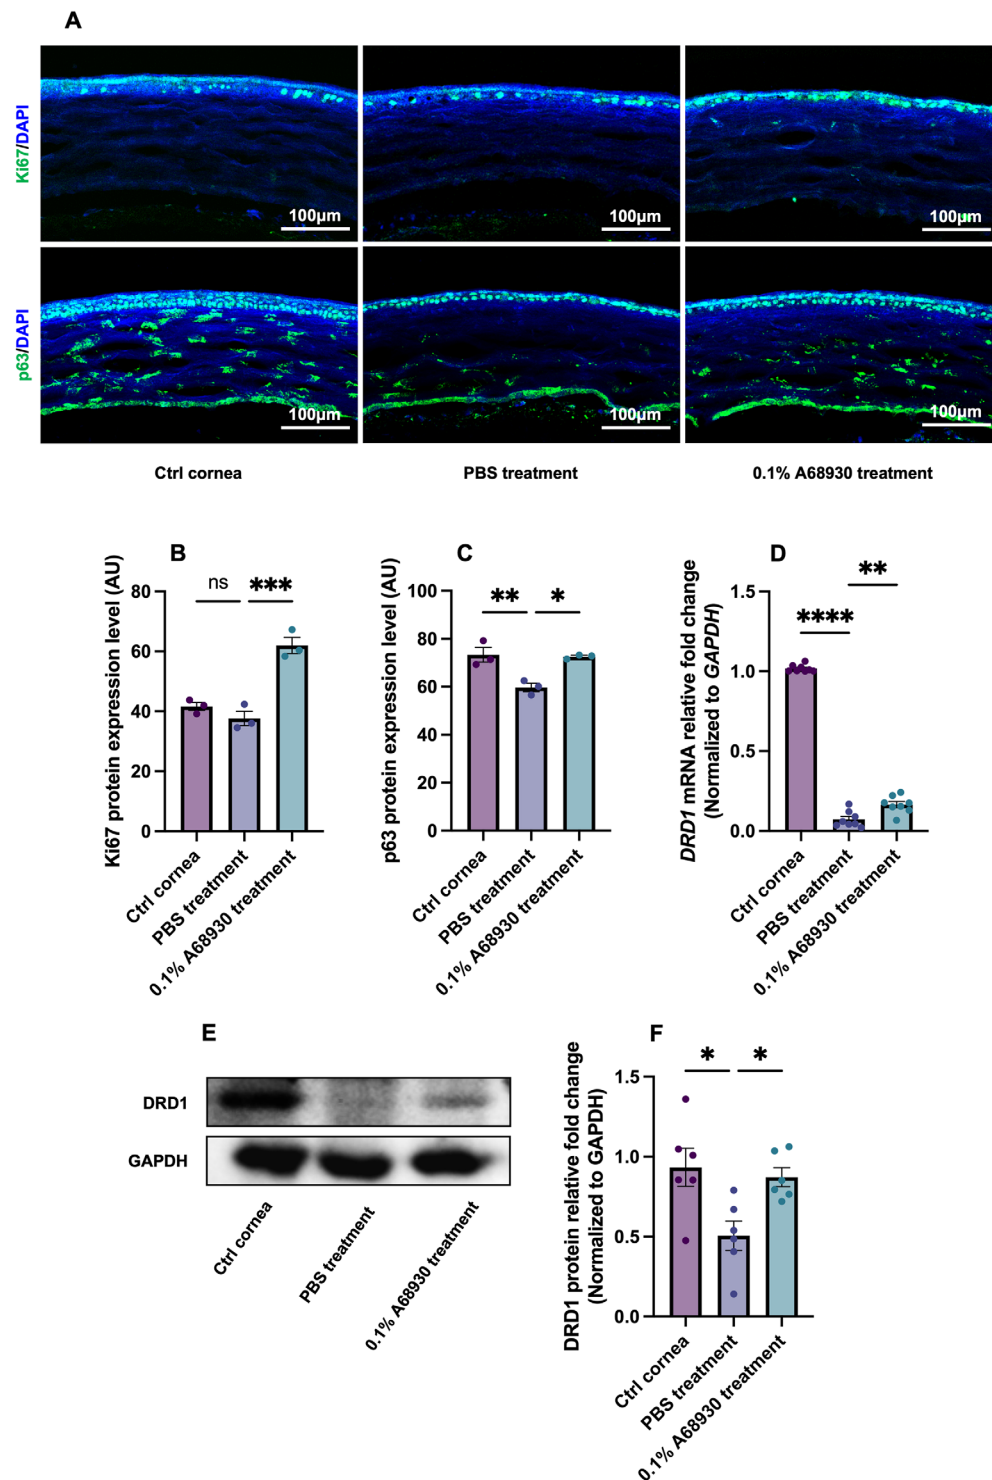 A
Ki67/DAPI
100µm
100µm
100µm
p63/DAPI
100µm
100µm
100µm
Ctrl cornea
PBS treatment
0.1% A68930 treatment
B
Ki67 protein expression level (AU)
80
60
40
20
0
ns
***
Ctrl cornea
PBS treatment
0.1% A68930 treatment
C
p63 protein expression level (AU)
100
80
60
40
20
0
**
*
Ctrl cornea
PBS treatment
0.1% A68930 treatment
D
DRD1 mRNA relative fold change
(Normalized to GAPDH)
1.5
1.0
0.5
0.0
****
**
Ctrl cornea
PBS treatment
0.1% A68930 treatment
E
DRD1
GAPDH
Ctrl cornea
PBS treatment
0.1% A68930 treatment
F
DRD1 protein relative fold change
(Normalized to GAPDH)
1.5
1.0
0.5
0.0
*
*
Ctrl cornea
PBS treatment
0.1% A68930 treatment